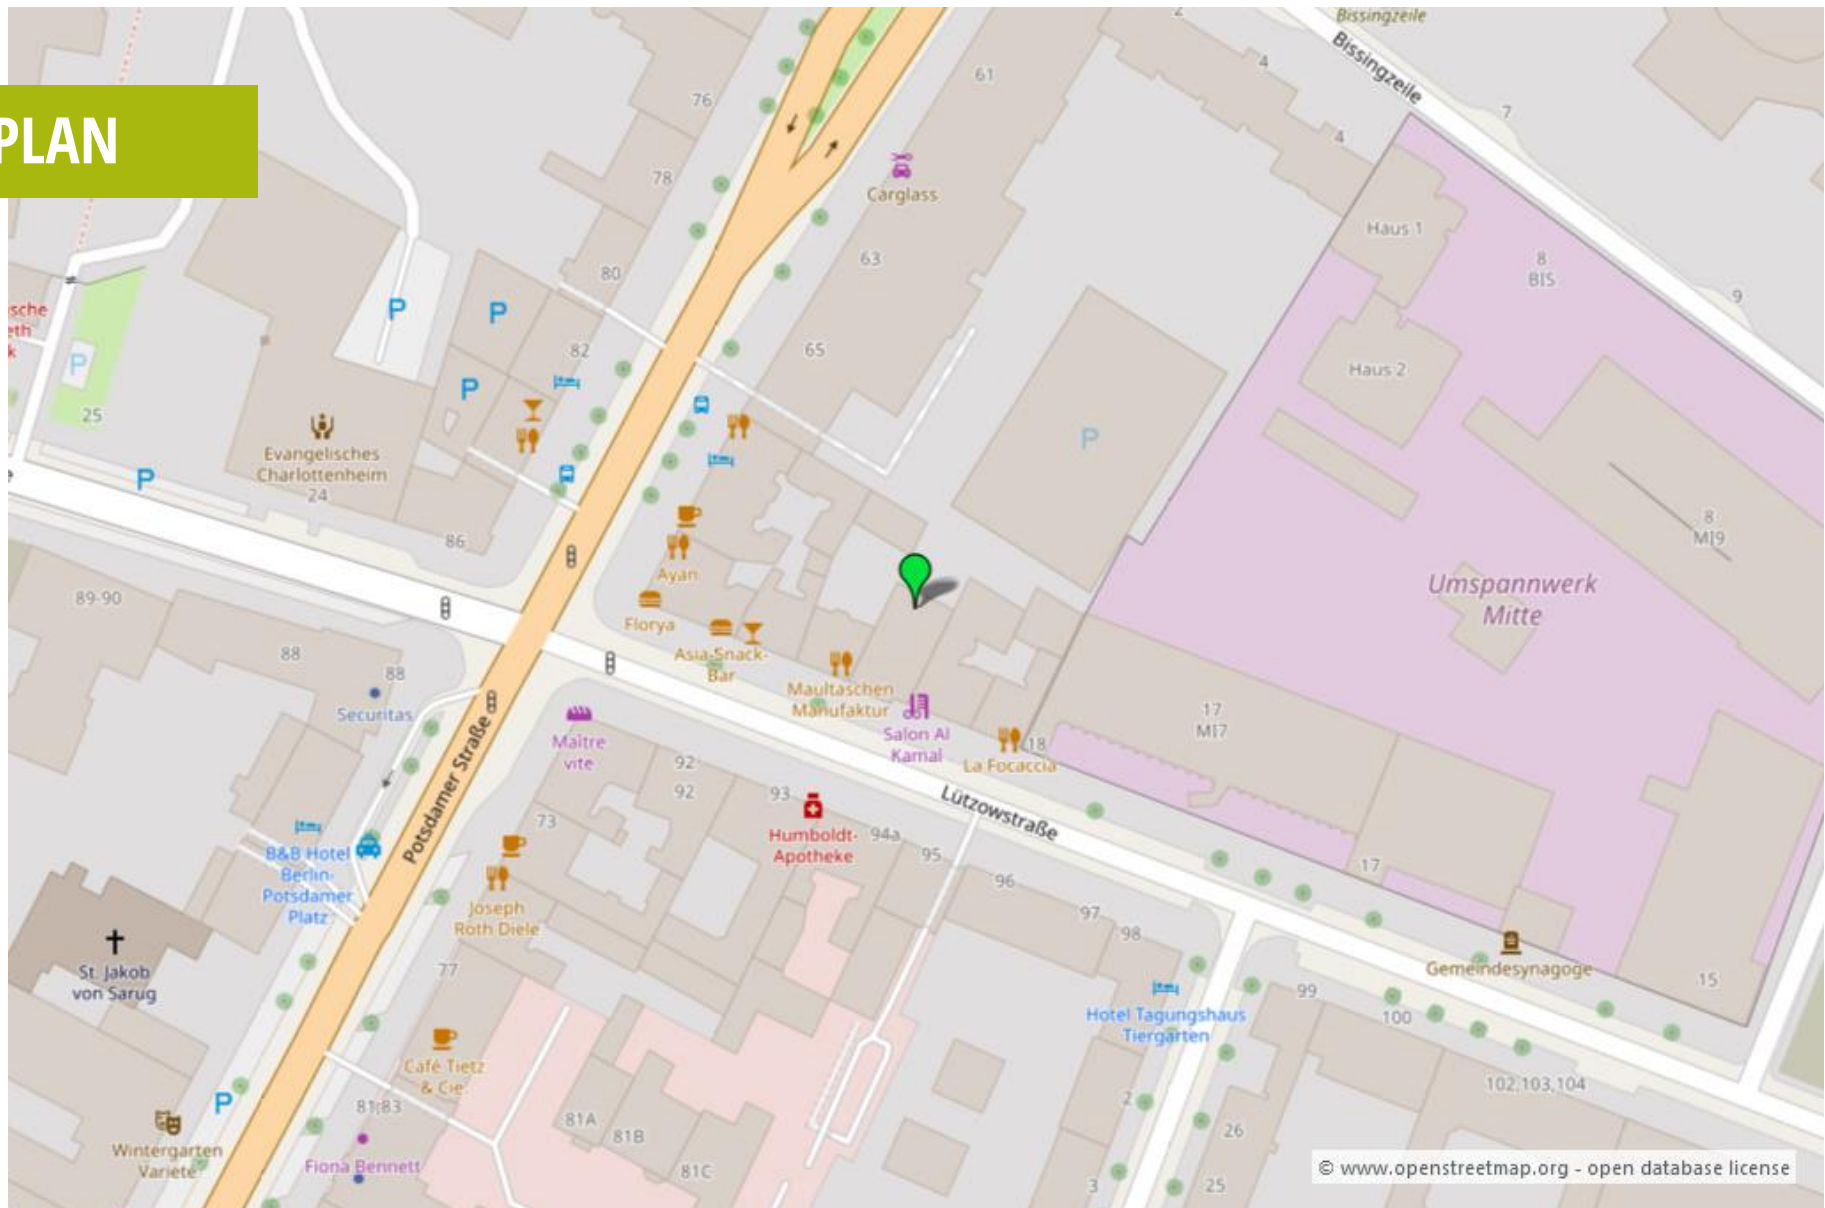 PLAN
Bissingzeile
Bissingzeile
2
4
4
7
9
61
76
78
Carglass
63
80
65
82
Haus 1
8
BIS
Haus 2
8
MI9
Umspannwerk
Mitte
sche
eth
k
P
P
P
P
P
P
25
Evangelisches
Charlottenheim
24
86
Ayan
Florya
Asia-Snack-
Bar
Maultaschen
Manufaktur
Salon Al
Kamal
La Focaccia
18
17
MI7
17
89-90
88
88
Securitas
Potsdamer Straße
Maître
vite
92
92
93
73
Humboldt-
Apotheke
94a
95
96
97
98
Lützowstraße
B&B Hotel
Berlin-
Potsdamer
Platz
Joseph
Roth Diele
77
St. Jakob
von Sarug
Café Tietz
& Cie.
81;83
81A
81B
81C
P
Wintergarten
Varieté
Fiona Bennett
Hotel Tagungshaus
Tiergarten
Gemeindesynagoge
15
99
100
102,103,104
2
26
3
25
© www.openstreetmap.org - open database license